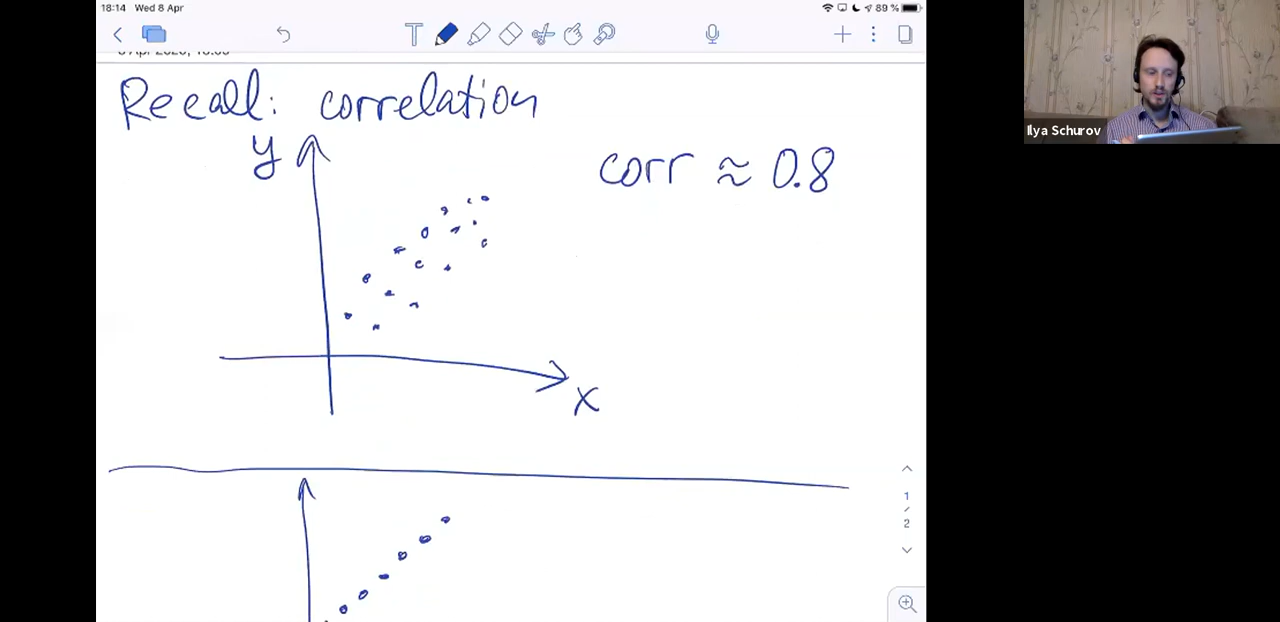 18:14 Wed 8 Apr
89 %
Recall: correlation
y
corr ≈ 0.8
x
1
/
2
Ilya Schurov